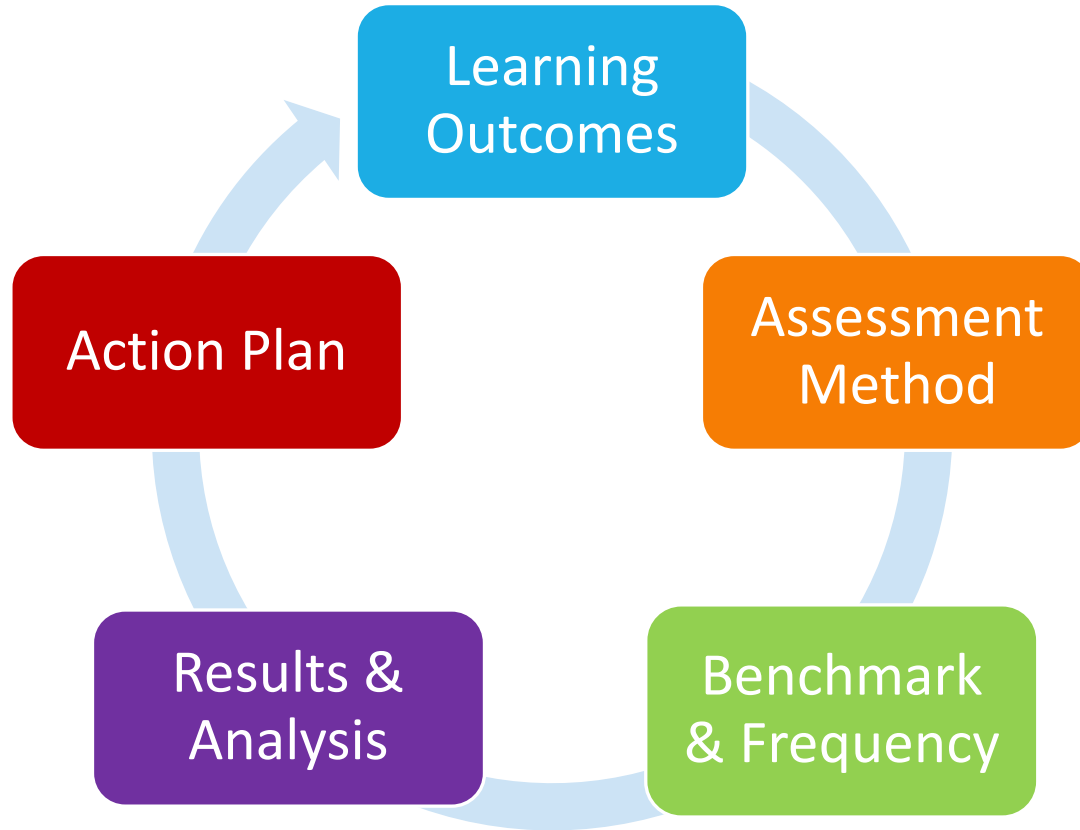 Learning
Outcomes
Assessment
Method
Benchmark
& Frequency
Results &
Analysis
Action Plan